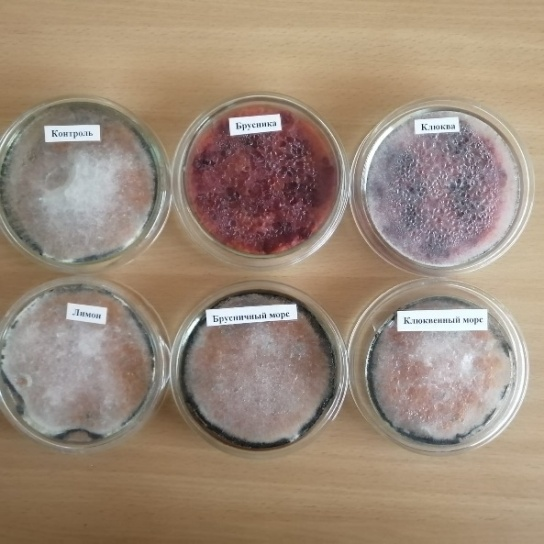 Контроль
Брусника
Клюква
Лимон
Брусничный морс
Клюквенный морс